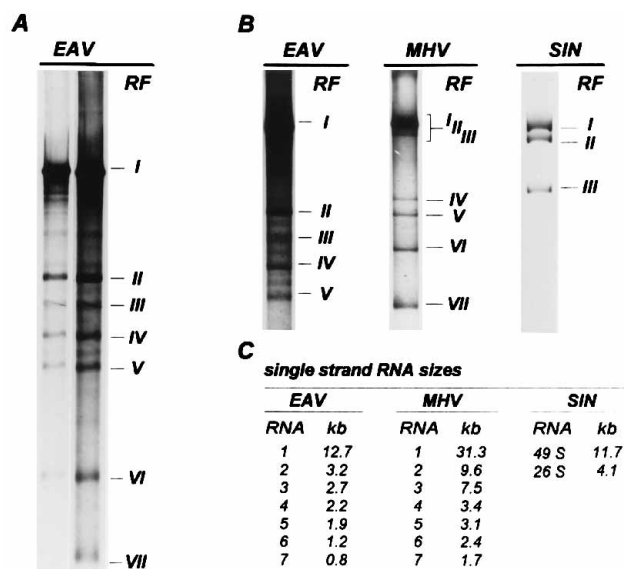 A
EAV
RF
I
II
III
IV
V
VI
VII
B
EAV
RF
I
II
III
IV
V
MHV
RF
I
II
III
IV
V
VI
VII
SIN
RF
I
II
III
C
single strand RNA sizes
EAV MHV SIN
RNA kb RNA kb RNA kb
1 12.7 1 31.3 49 S 11.7
2 3.2 2 9.6 26 S 4.1
3 2.7 3 7.5
4 2.2 4 3.4
5 1.9 5 3.1
6 1.2 6 2.4
7 0.8 7 1.7